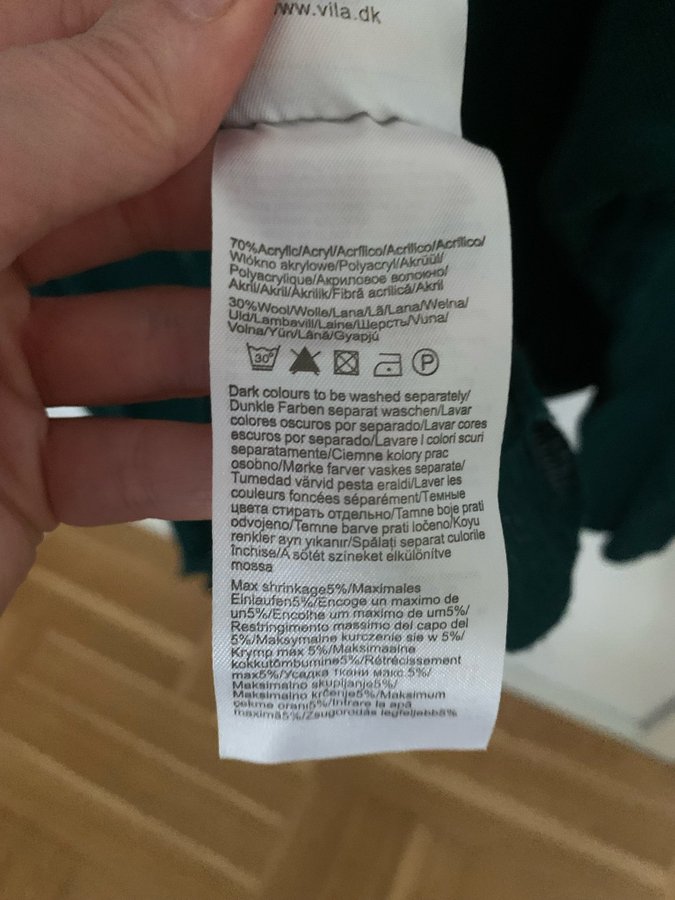 www.vila.dk
70%Acrylic/Acryl/Acrílico/Acrilico/Acrílico/
Włókno akrylowe/Polyacryl/Akrüül/
Polyacrylique/Акриловое волокно/
Akril/Akril/Akrilik/Fibră acrilică/Akril
30%Wool/Wolle/Lana/Lã/Lana/Wełna/
Uld/Lambavill/Laine/Шерсть/Vuna/
Volna/Yün/Lână/Gyapjú
30° P
Dark colours to be washed separately/
Dunkle Farben separat waschen/Lavar
colores oscuros por separado/Lavar cores
escuros por separado/Lavare I colori scuri
separatamente/Ciemne kolory prac
osobno/Mørke farver vaskes separate/
Tumedad värvid pesta eraldi/Laver les
couleurs foncées séparément/Темные
цвета стирать отдельно/Tamne boje prati
odvojeno/Temne barve prati ločeno/Koyu
renkler ayrı yıkanır/Spălaţi separat culorile
închise/A sötét színeket elkülönítve
mossa
Max shrinkage5%/Maximales
Einlaufen5%/Encoge un maximo de
un5%/Encolhe um maximo de um5%/
Restringimento massimo del capo del
5%/Maksymalne kurczenie sie w 5%/
Krymp max 5%/Maksimaalne
kokkutõmbumine5%/Rétrécissement
max5%/Усадка ткани макс.5%/
Maksimalno skupljanje5%/
Maksimalno krčenje5%/Maksimum
çekme oranı5%/Intrare la apă
maximă5%/Zsugorodás legfeljebb5%